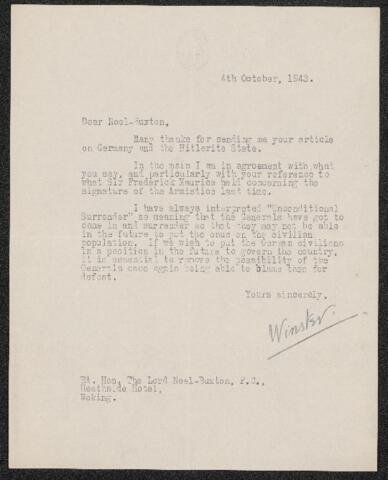 4th October, 1943.
Dear Noel-Buxton,
Many thanks for sending me your article
on Germany and the Hitlerite State.
In the main I am in agreement with what
you say, and particularly with your reference to
what Sir Frederick Maurice held concerning the
signature of the Armistice last time.
I have always interpreted "Unconditional
Surrender" as meaning that the Generals have got to
come in and surrender so that they may not be able
in the future to put the onus on the civilian
population. If we wish to put the German civilians
in a position in the future to govern the country,
it is essential to remove the possibility of the
Generals once again being able to blame them for
defeat.
Yours sincerely,
Winster
Rt. Hon. The Lord Noel-Buxton, P.C.,
Heathside Hotel,
Woking.